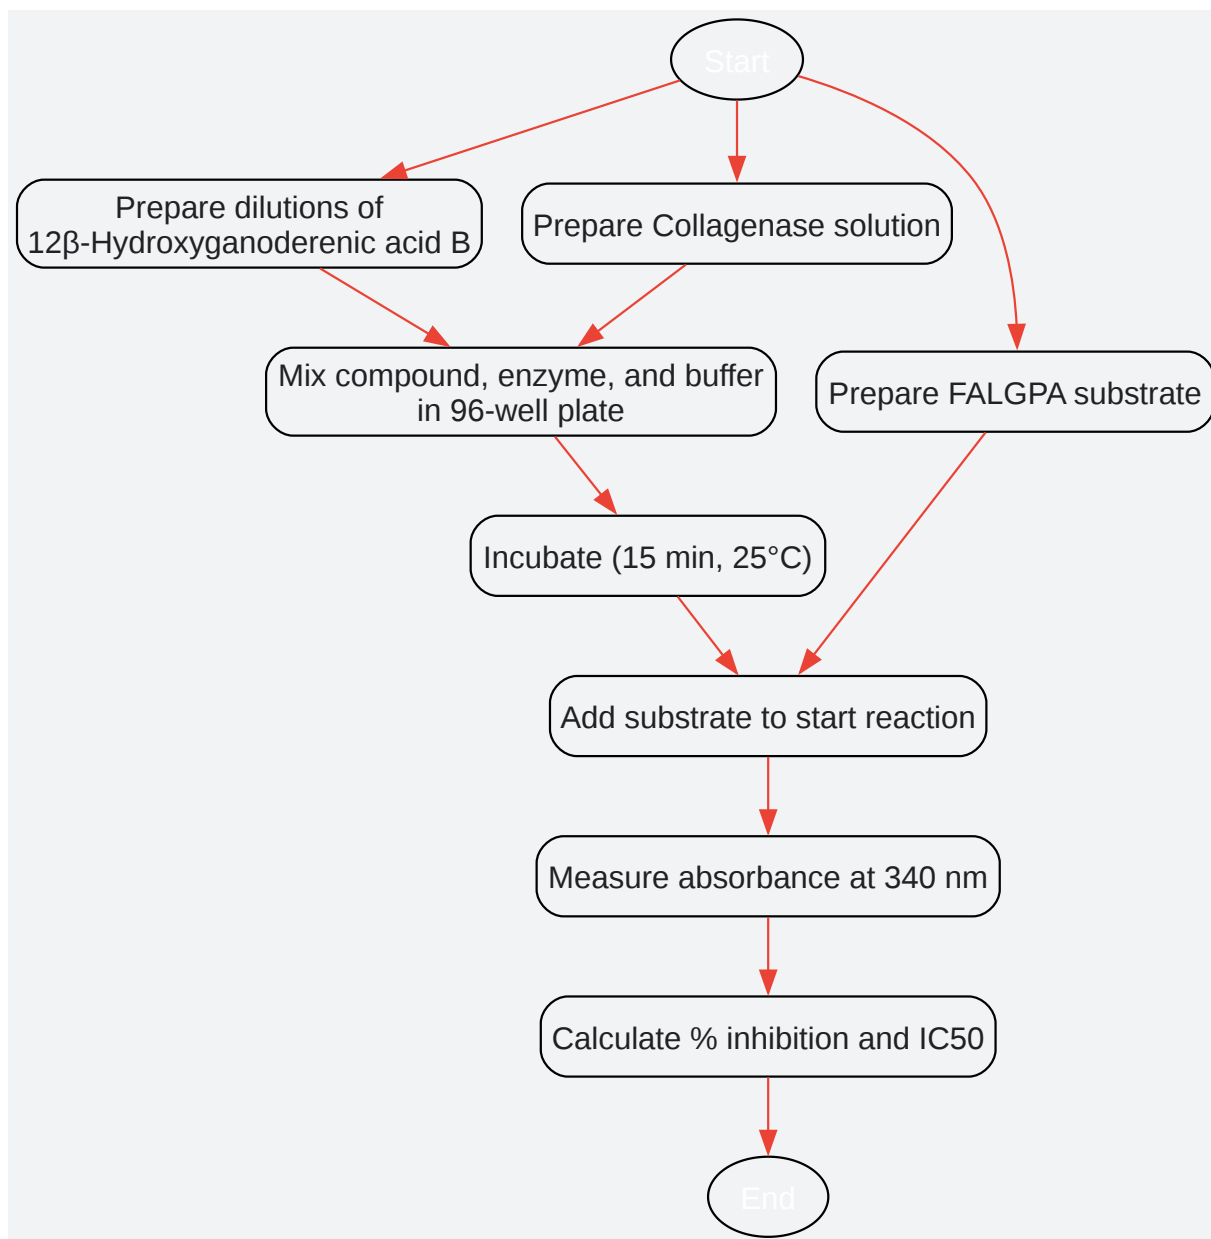 Start
Prepare dilutions of
12β-Hydroxyganoderenic acid B
Prepare Collagenase solution
Mix compound, enzyme, and buffer
in 96-well plate
Prepare FALGPA substrate
Incubate (15 min, 25°C)
Add substrate to start reaction
Measure absorbance at 340 nm
Calculate % inhibition and IC50
End